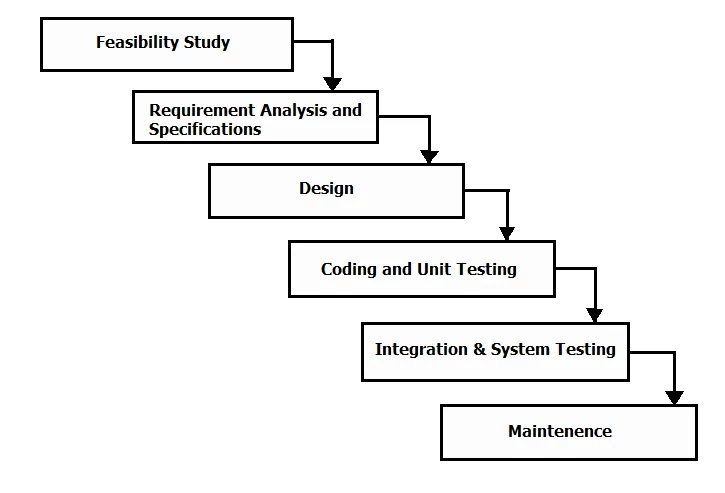 Feasibility Study
Requirement Analysis and
Specifications
Design
Coding and Unit Testing
Integration & System Testing
Maintenence